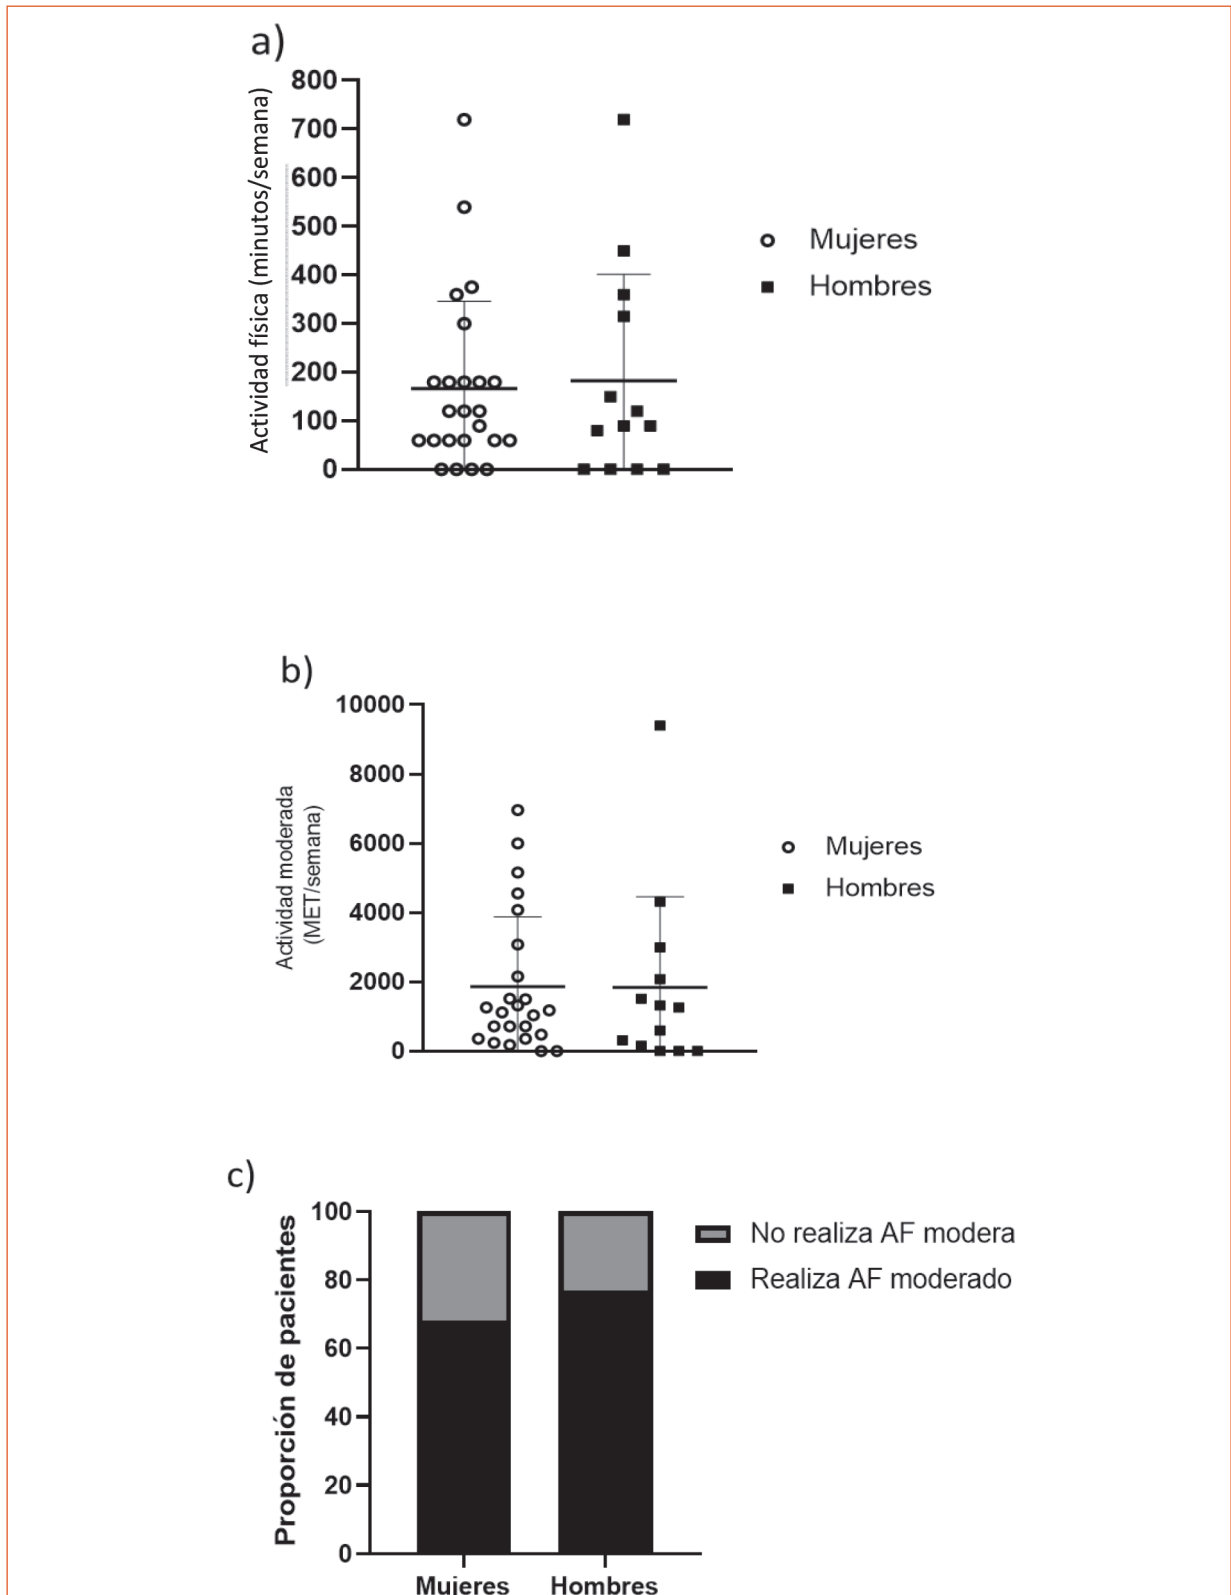 a)
Actividad física (minutos/semana)
800
700
600
500
400
300
200
100
0
Mujeres
Hombres
b)
Actividad moderada
(MET/semana)
10000
8000
6000
4000
2000
0
Mujeres
Hombres
c)
Proporción de pacientes
100
80
60
40
20
0
No realiza AF modera
Realiza AF moderado
Mujeres Hombres